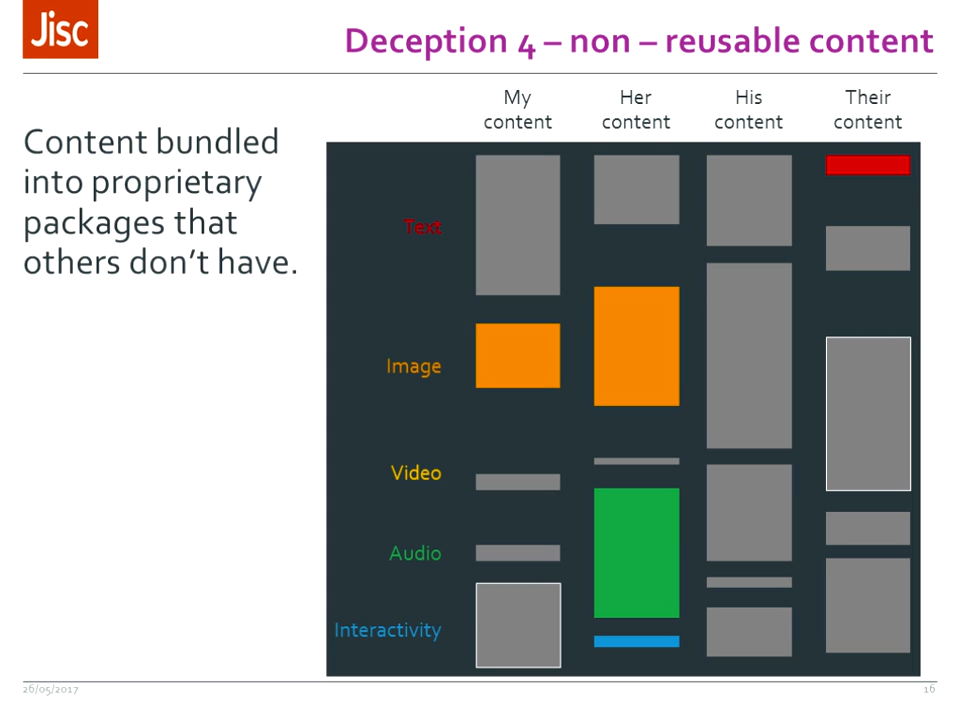 Jisc
Deception 4 – non – reusable content
Content bundled
into proprietary
packages that
others don't have.
My
content
Her
content
His
content
Their
content
Text
Image
Video
Audio
Interactivity
26/05/2017
16